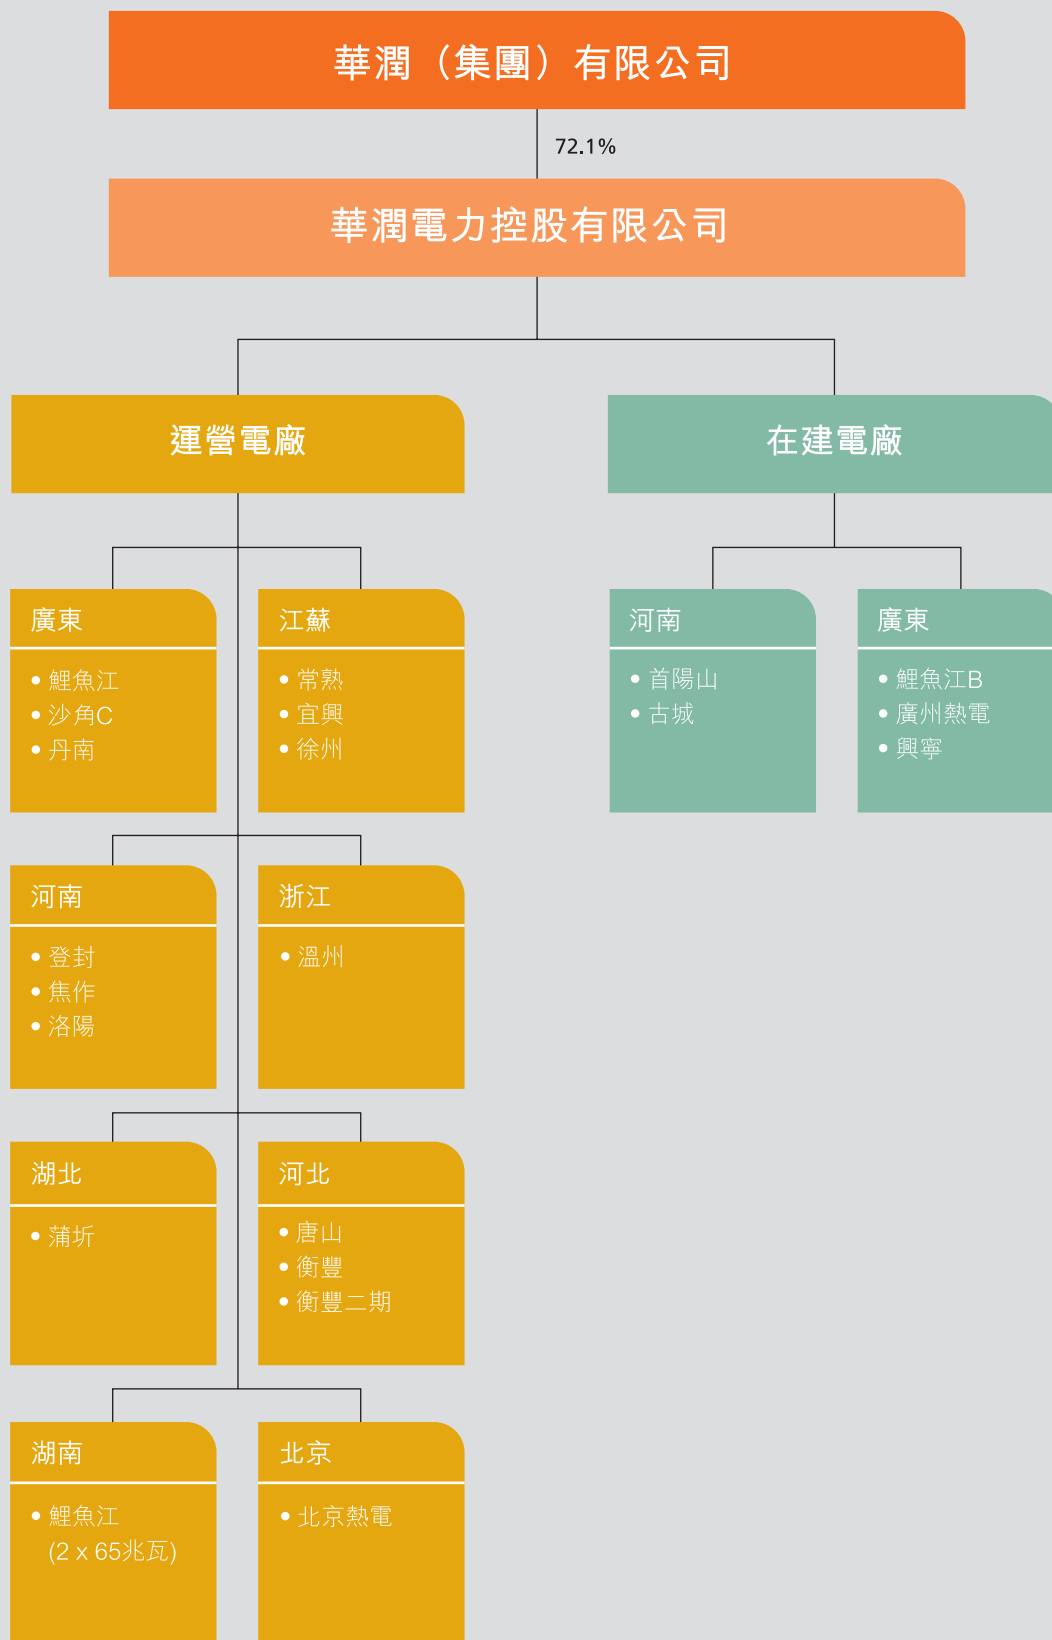 華潤（集團）有限公司
72.1%
華潤電力控股有限公司
運營電廠
在建電廠
廣東
• 鯉魚江
• 沙角C
• 丹南
江蘇
• 常熟
• 宜興
• 徐州
河南
• 首陽山
• 古城
廣東
• 鯉魚江B
• 廣州熱電
• 興寧
河南
• 登封
• 焦作
• 洛陽
浙江
• 溫州
湖北
• 蒲圻
河北
• 唐山
• 衡豐
• 衡豐二期
湖南
• 鯉魚江
(2 x 65兆瓦)
北京
• 北京熱電